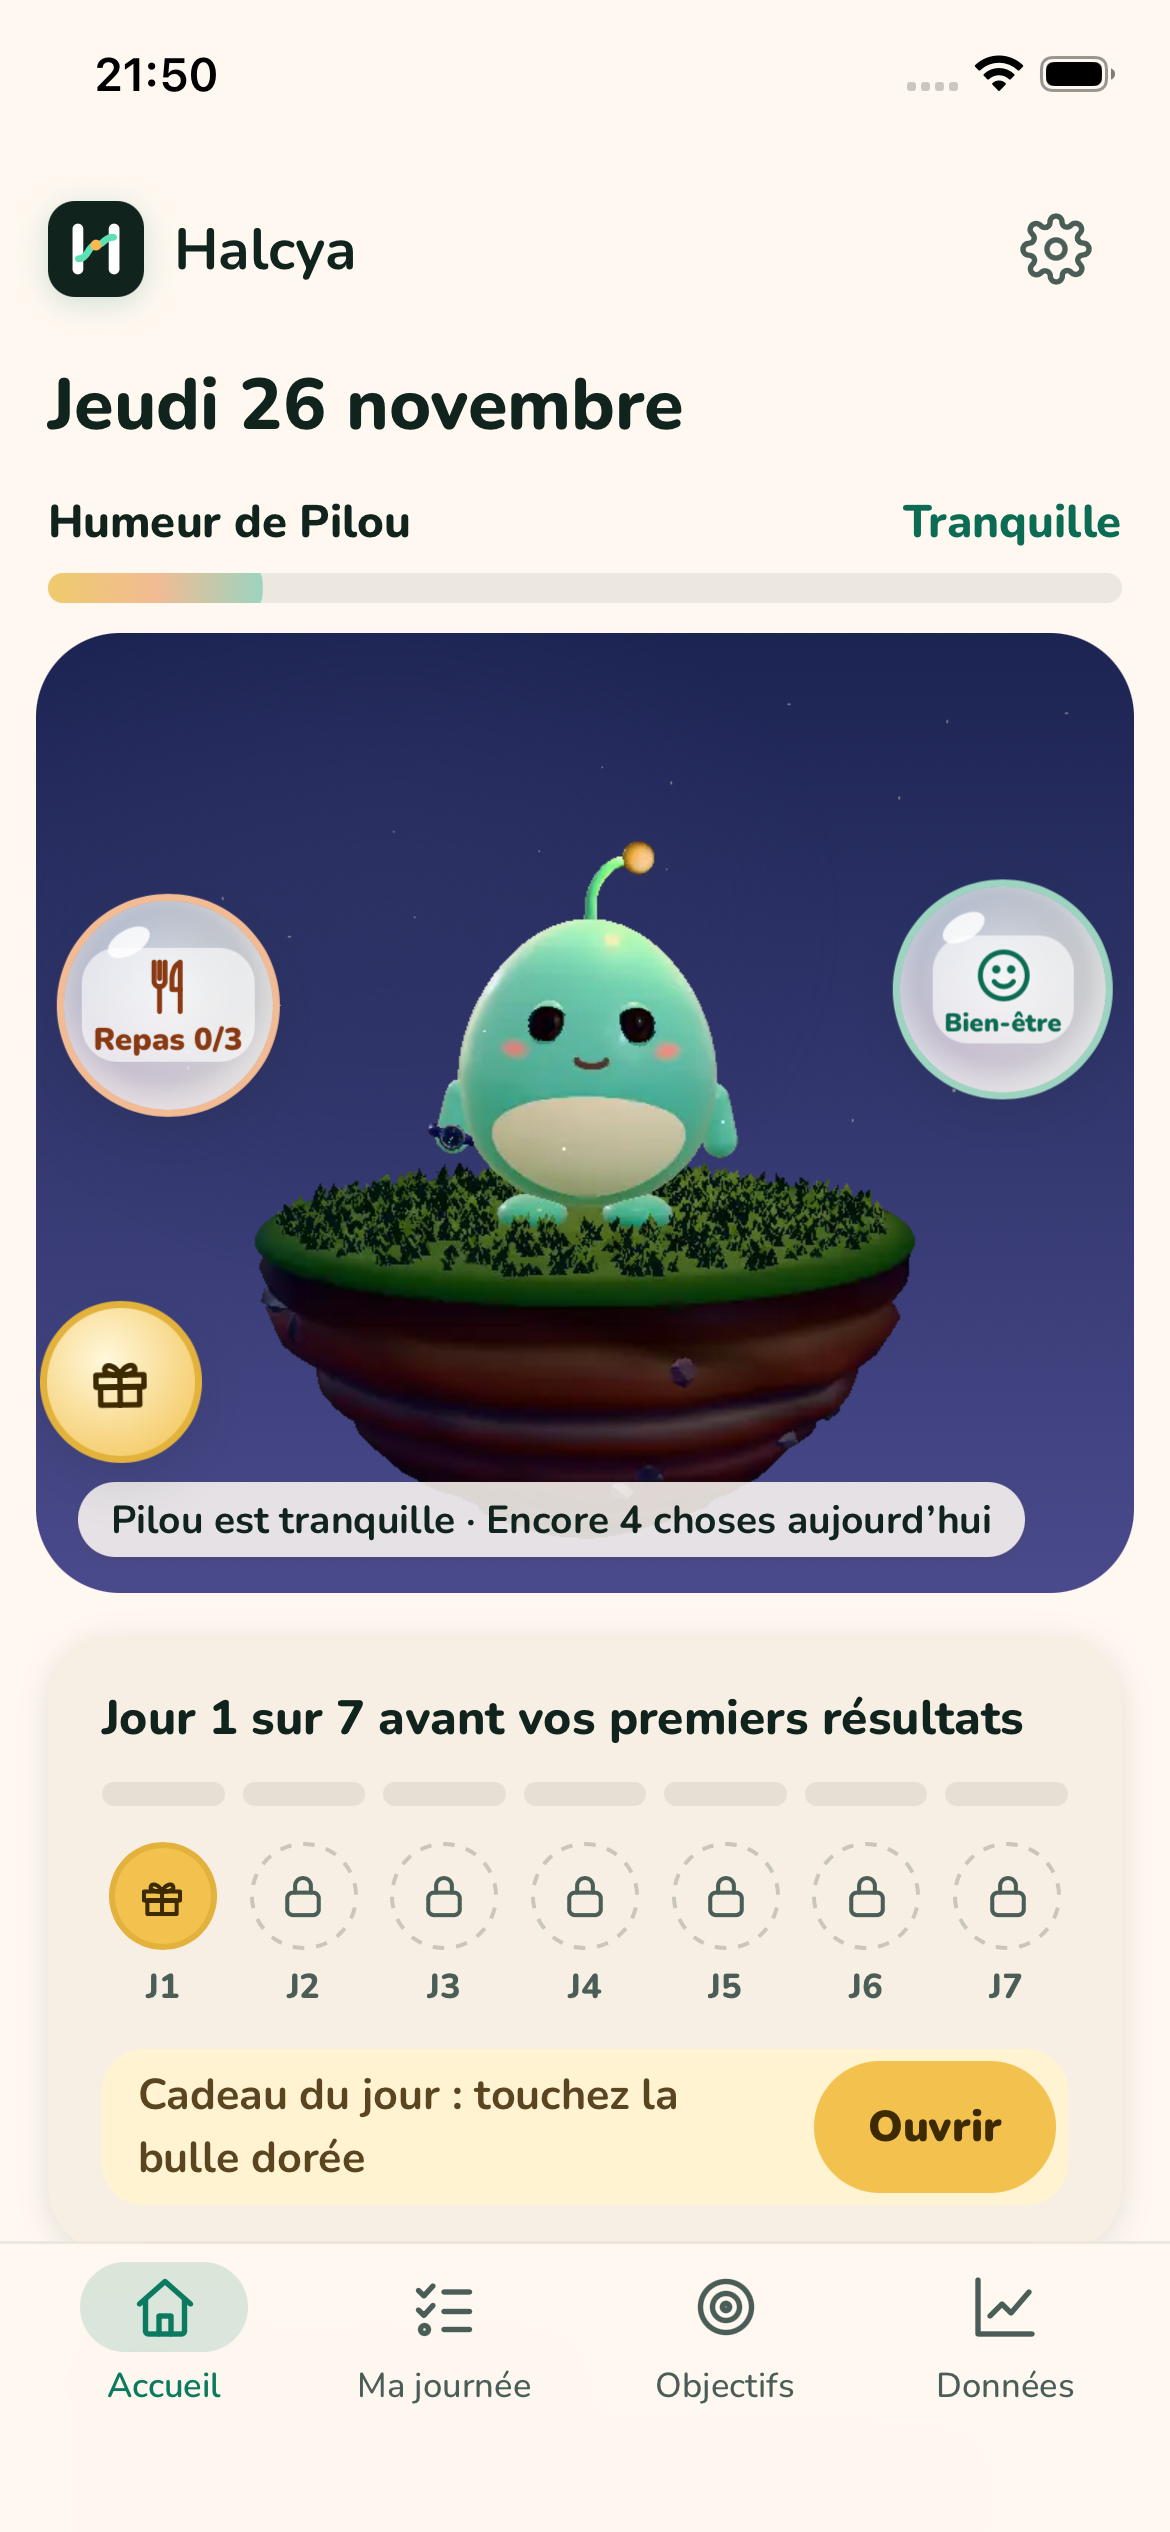 21:50
Halcya
Jeudi 26 novembre
Humeur de Pilou
Tranquille
Repas 0/3
Bien-être
Pilou est tranquille · Encore 4 choses aujourd’hui
Jour 1 sur 7 avant vos premiers résultats
J1 J2 J3 J4 J5 J6 J7
Cadeau du jour : touchez la
bulle dorée
Ouvrir
Accueil Ma journée Objectifs Données